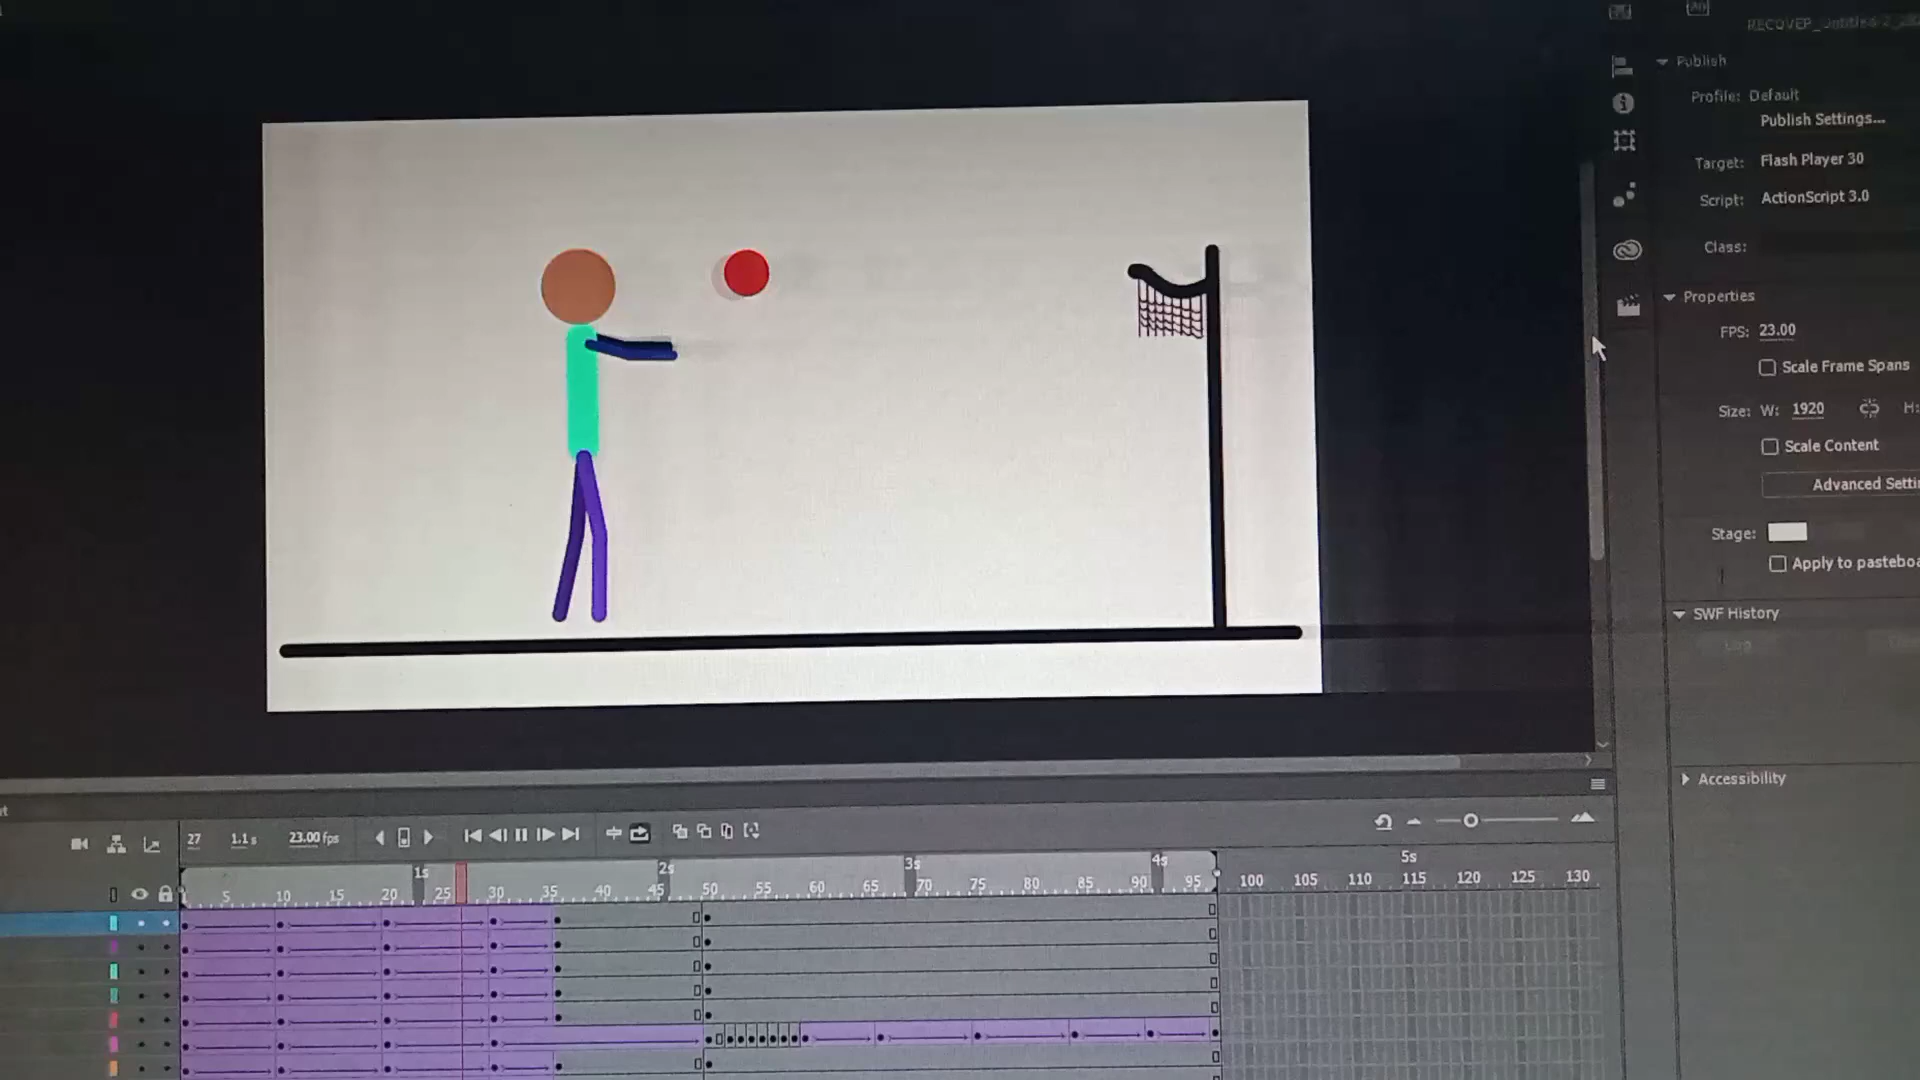 Publish
Profile: Default
Publish Settings...
Target: Flash Player 30
Script: ActionScript 3.0
Class:
Properties
FPS: 23.00
Scale Frame Spans
Size: W: 1920 H:
Scale Content
Advanced
Stage:
Apply to
SWF History
Accessibility
27 1.1 s 23.00 fps
1s 2s 3s 4s 5s
5 10 15 20 25 30 35 40 45 50 55 60 65 70 75 80 85 90 95 100 105 110 115 120 125 130